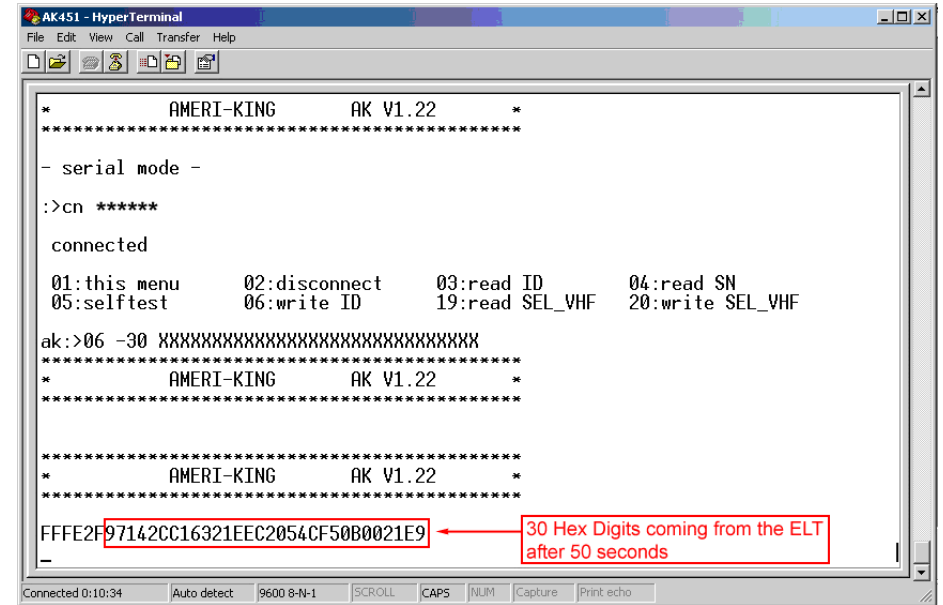 AK451 - HyperTerminal
File Edit View Call Transfer Help
* AMERI-KING AK V1.22 *
*********************************************
- serial mode -
:>cn ******
connected
01:this menu 02:disconnect 03:read ID 04:read SN
05:selftest 06:write ID 19:read SEL_VHF 20:write SEL_VHF
ak:>06 -30 XXXXXXXXXXXXXXXXXXXXXXXXXXXXXX
*********************************************
* AMERI-KING AK V1.22 *
*********************************************
*********************************************
* AMERI-KING AK V1.22 *
*********************************************
FFFE2F97142CC16321EEC2054CF50B0021E9
30 Hex Digits coming from the ELT
after 50 seconds
Connected 0:10:34 Auto detect 9600 8-N-1 SCROLL CAPS NUM Capture Print echo